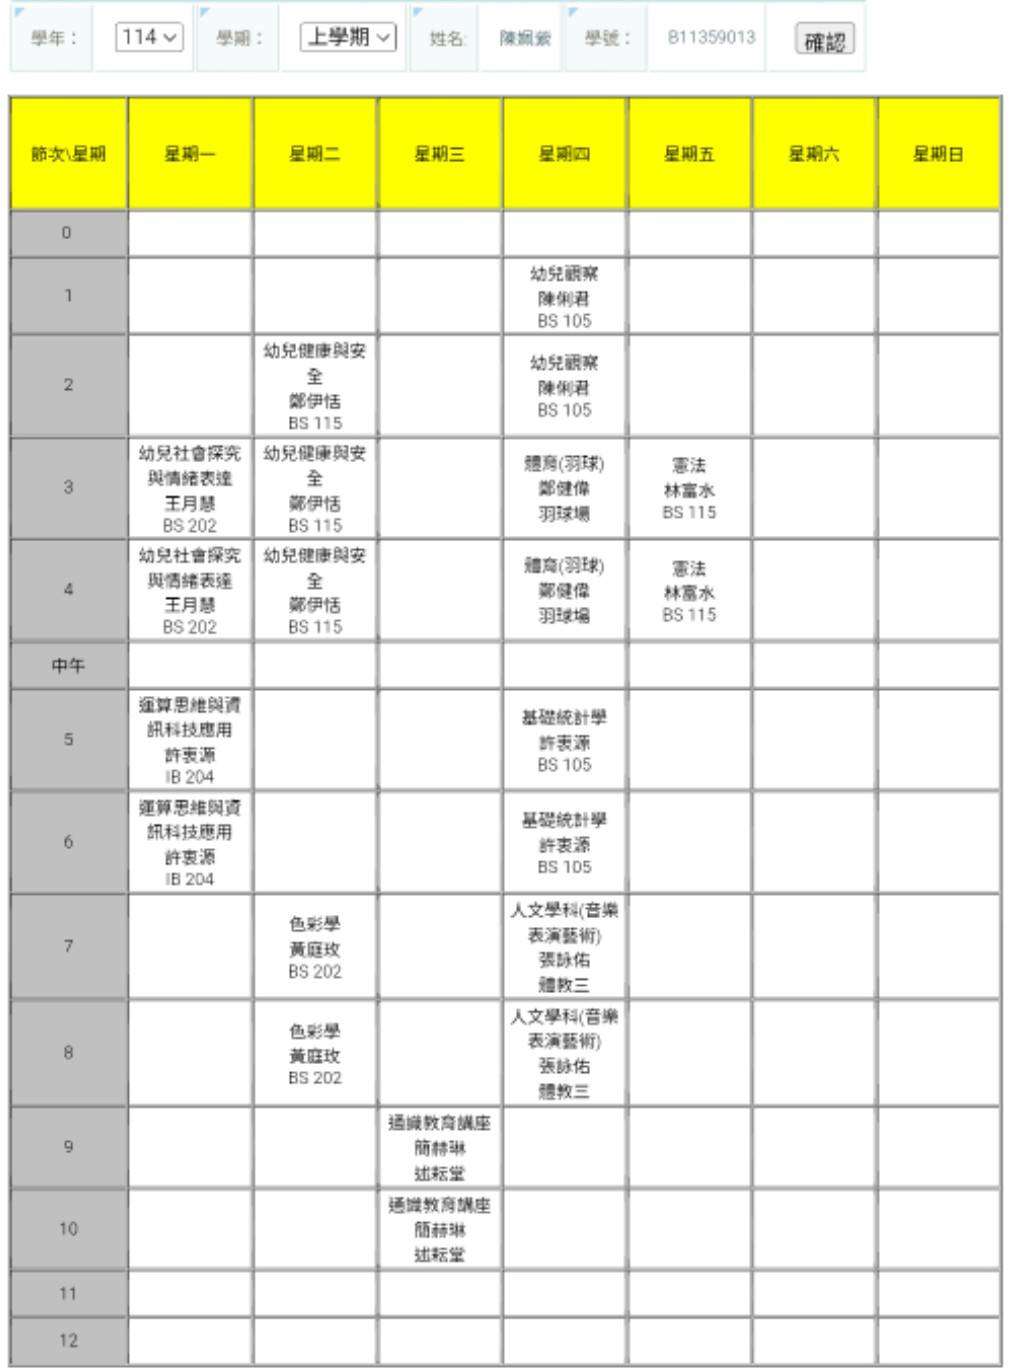 學年：
114
學期：
上學期
姓名:
陳姵縈
學號：
811359013
確認
節次\星期 星期一 星期二 星期三 星期四 星期五 星期六 星期日
0
1
幼兒觀察
陳俐君
BS 105
2
幼兒健康與安
全
鄭伊恬
BS 115
幼兒觀察
陳俐君
BS 105
3
幼兒社會探究
與情緒表達
王月慧
BS 202
幼兒健康與安
全
鄭伊恬
BS 115
體育(羽球)
鄭健偉
羽球場
憲法
林富水
BS 115
4
幼兒社會探究
與情緒表達
王月慧
BS 202
幼兒健康與安
全
鄭伊恬
BS 115
體育(羽球)
鄭健偉
羽球場
憲法
林富水
BS 115
中午
5
運算思維與資
訊科技應用
許衷源
IB 204
基礎統計學
許衷源
BS 105
6
運算思維與資
訊科技應用
許衷源
IB 204
基礎統計學
許衷源
BS 105
7
色彩學
黃庭玫
BS 202
人文學科(音樂
表演藝術)
張詠佑
體教三
8
色彩學
黃庭玫
BS 202
人文學科(音樂
表演藝術)
張詠佑
體教三
9
通識教育講座
簡赫琳
述耘堂
10
通識教育講座
簡赫琳
述耘堂
11
12